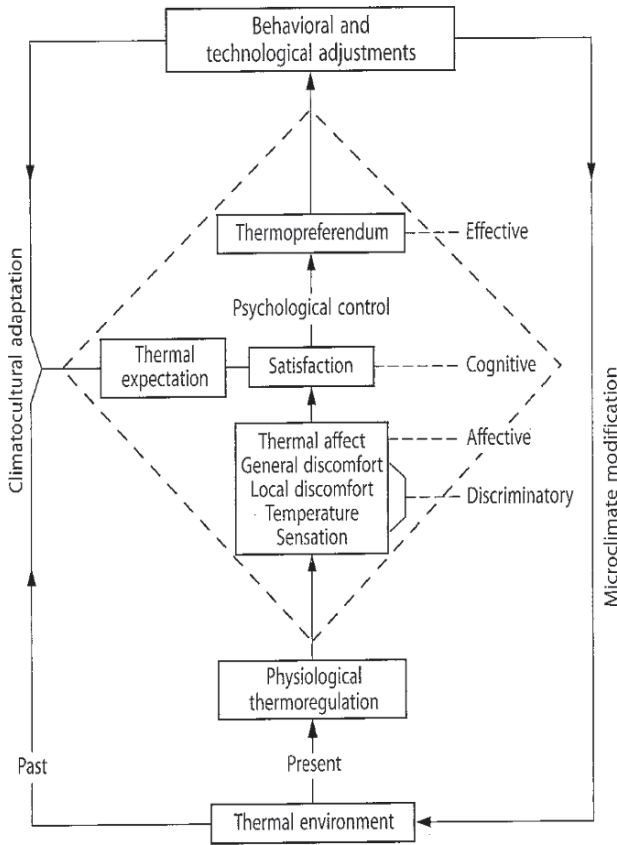 Behavioral and
technological adjustments
Thermopreferendum
Effective
Psychological control
Climatocultural adaptation
Thermal
expectation
Satisfaction
Cognitive
Thermal affect
General discomfort
Local discomfort
Temperature
Sensation
Affective
Discriminatory
Microclimate modification
Physiological
thermoregulation
Past
Present
Thermal environment